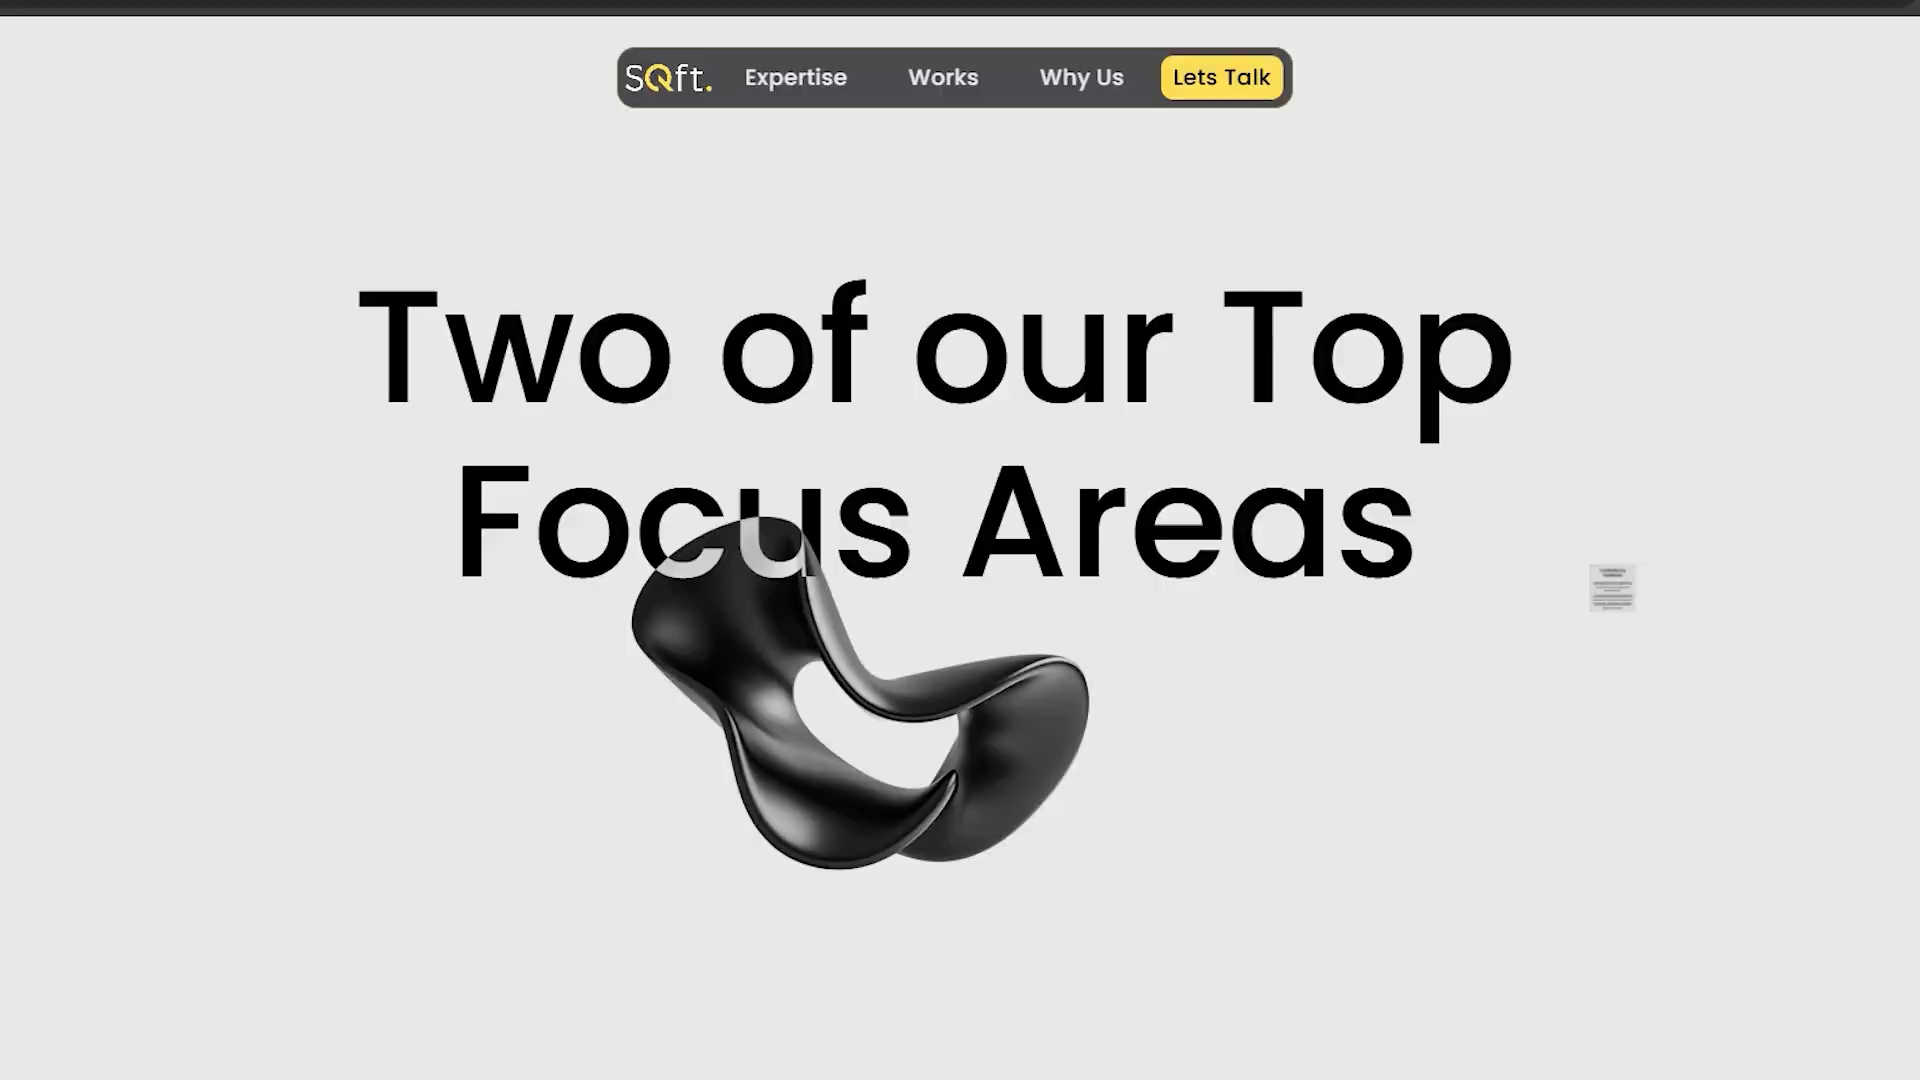 SQft.
Expertise
Works
Why Us
Lets Talk
Two of our Top
Focus Areas